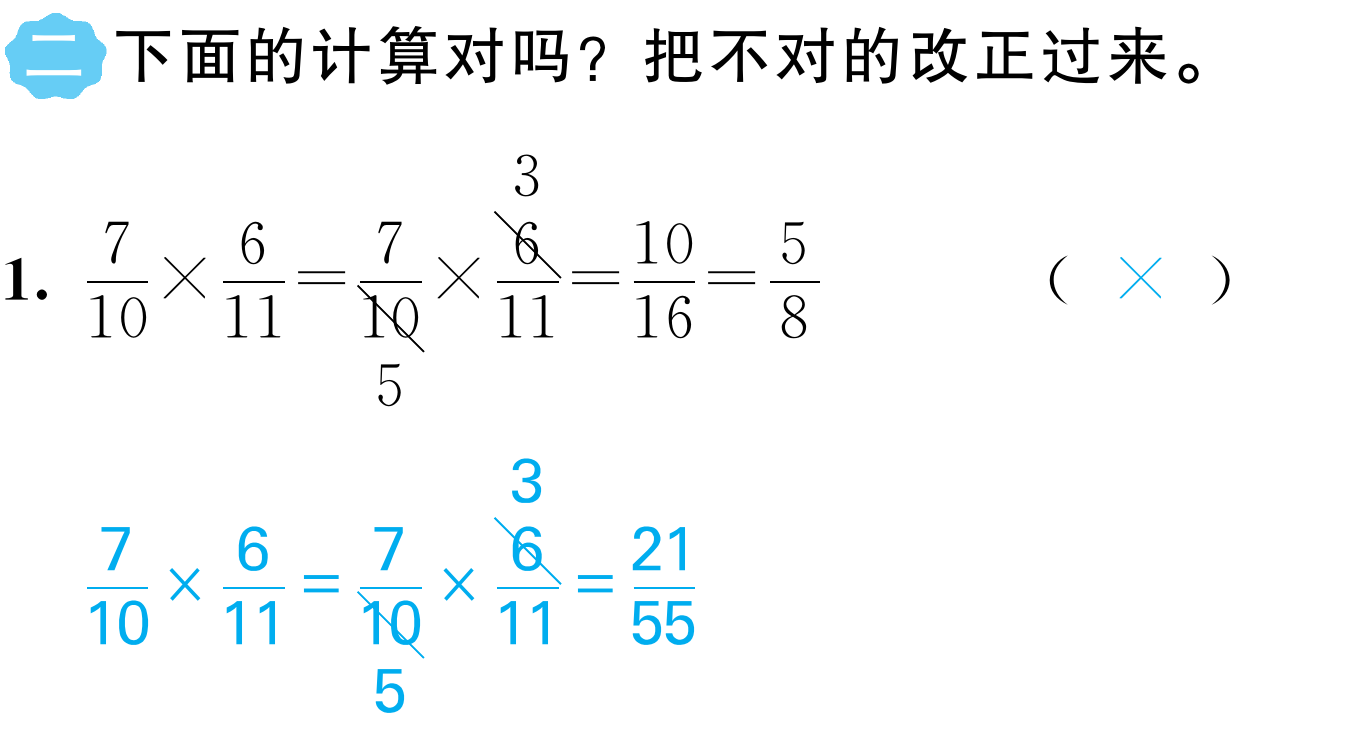 二 下面的计算对吗？把不对的改正过来。
3
1. 7/10 × 6/11 = 7/10 × 6/11 = 10/16 = 5/8 ( × )
5
3
7/10 × 6/11 = 7/10 × 6/11 = 21/55
5